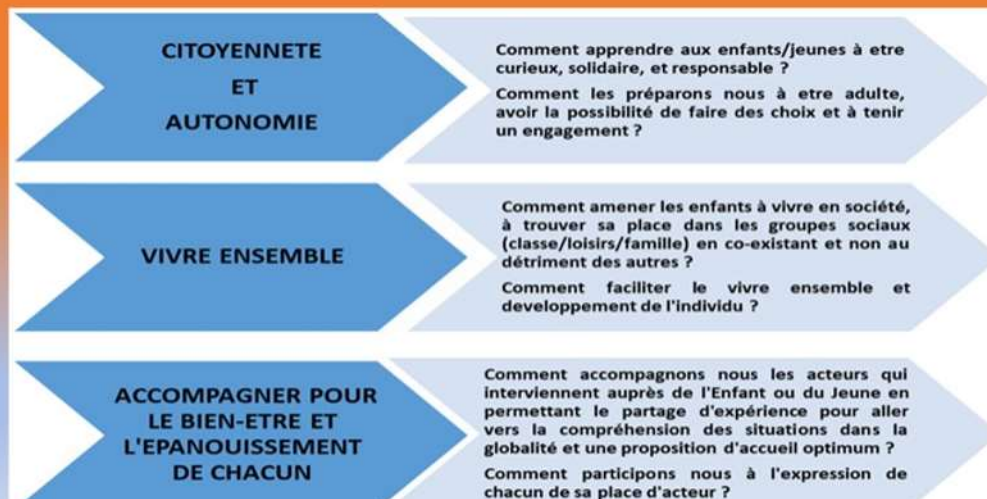 CITOYENNETE
ET
AUTONOMIE
Comment apprendre aux enfants/jeunes à etre
curieux, solidaire, et responsable ?
Comment les préparons nous à etre adulte,
avoir la possibilité de faire des choix et à tenir
un engagement ?
VIVRE ENSEMBLE
Comment amener les enfants à vivre en société,
à trouver sa place dans les groupes sociaux
(classe/loisirs/famille) en co-existant et non au
détriment des autres ?
Comment faciliter le vivre ensemble et
developpement de l'individu ?
ACCOMPAGNER POUR
LE BIEN-ETRE ET
L'EPANOUISSEMENT
DE CHACUN
Comment accompagnons nous les acteurs qui
interviennent auprès de l'Enfant ou du Jeune en
permettant le partage d'expérience pour aller
vers la compréhension des situations dans la
globalité et une proposition d'accueil optimum ?
Comment participons nous à l'expression de
chacun de sa place d'acteur ?